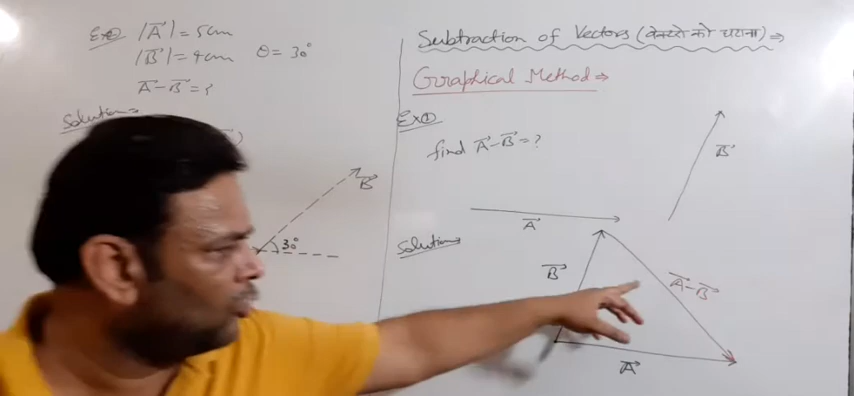 Ex② |A⃗| = 5cm
|B⃗| = 4cm θ = 30°
A⃗ - B⃗ = ?
Solution⇒
B⃗
30°
Subtraction of Vectors (वेक्टरो को घटाना) ⇒
Graphical Method⇒
Ex①
find A⃗ - B⃗ = ?
B⃗
A⃗
Solution⇒
B⃗
A⃗ - B⃗
A⃗